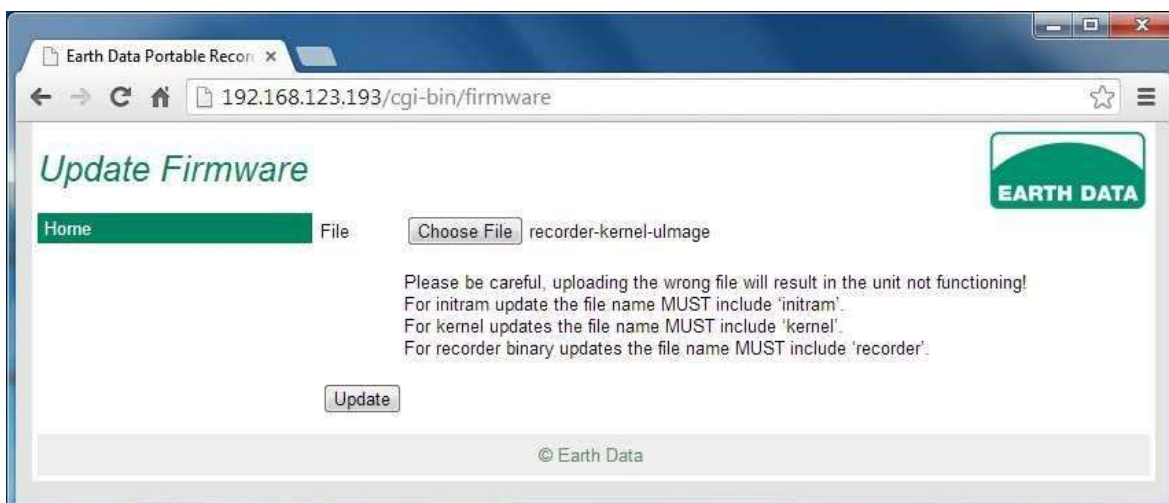 Earth Data Portable Recor
192.168.123.193/cgi-bin/firmware
Update Firmware
EARTH DATA
Home
File
Choose File recorder-kernel-uImage
Please be careful, uploading the wrong file will result in the unit not functioning!
For initram update the file name MUST include ‘initram’.
For kernel updates the file name MUST include ‘kernel’.
For recorder binary updates the file name MUST include ‘recorder’.
Update
© Earth Data